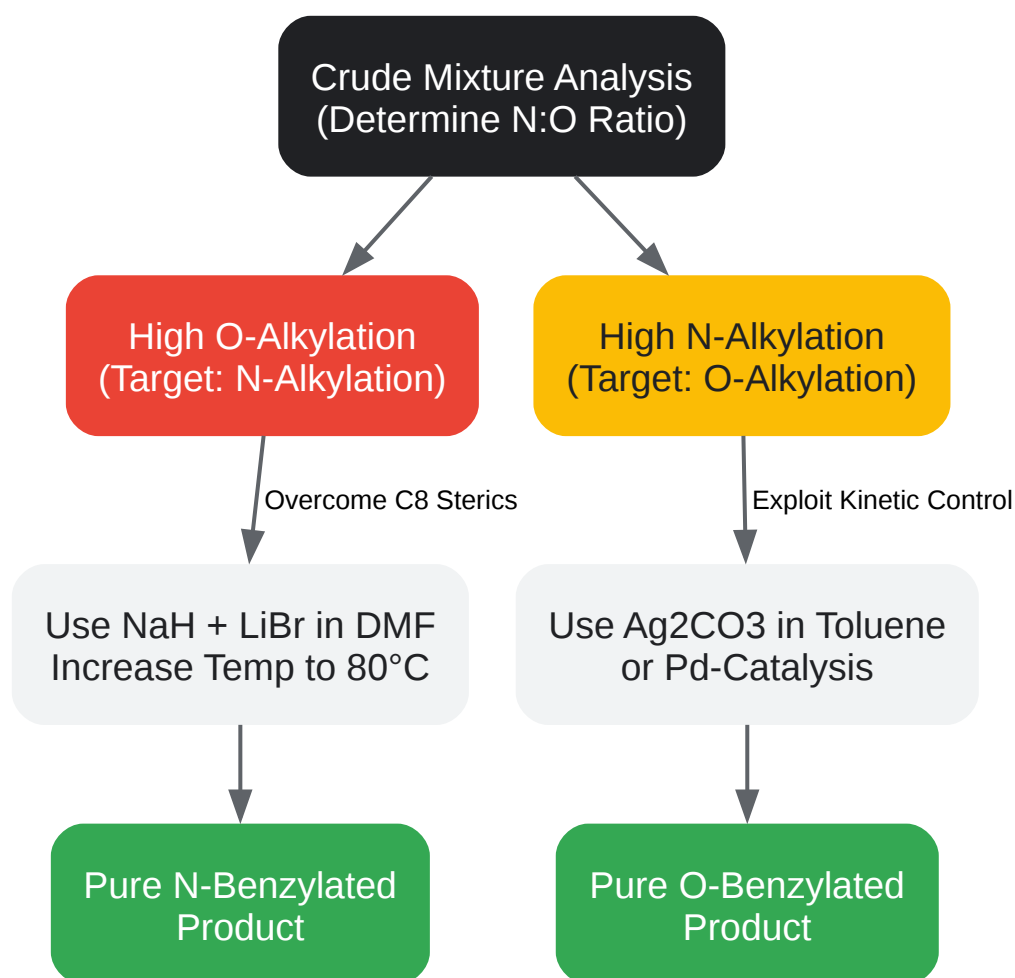 Crude Mixture Analysis
(Determine N:O Ratio)
High O-Alkylation
(Target: N-Alkylation)
High N-Alkylation
(Target: O-Alkylation)
Overcome C8 Sterics
Exploit Kinetic Control
Use NaH + LiBr in DMF
Increase Temp to 80°C
Use Ag2CO3 in Toluene
or Pd-Catalysis
Pure N-Benzylated
Product
Pure O-Benzylated
Product